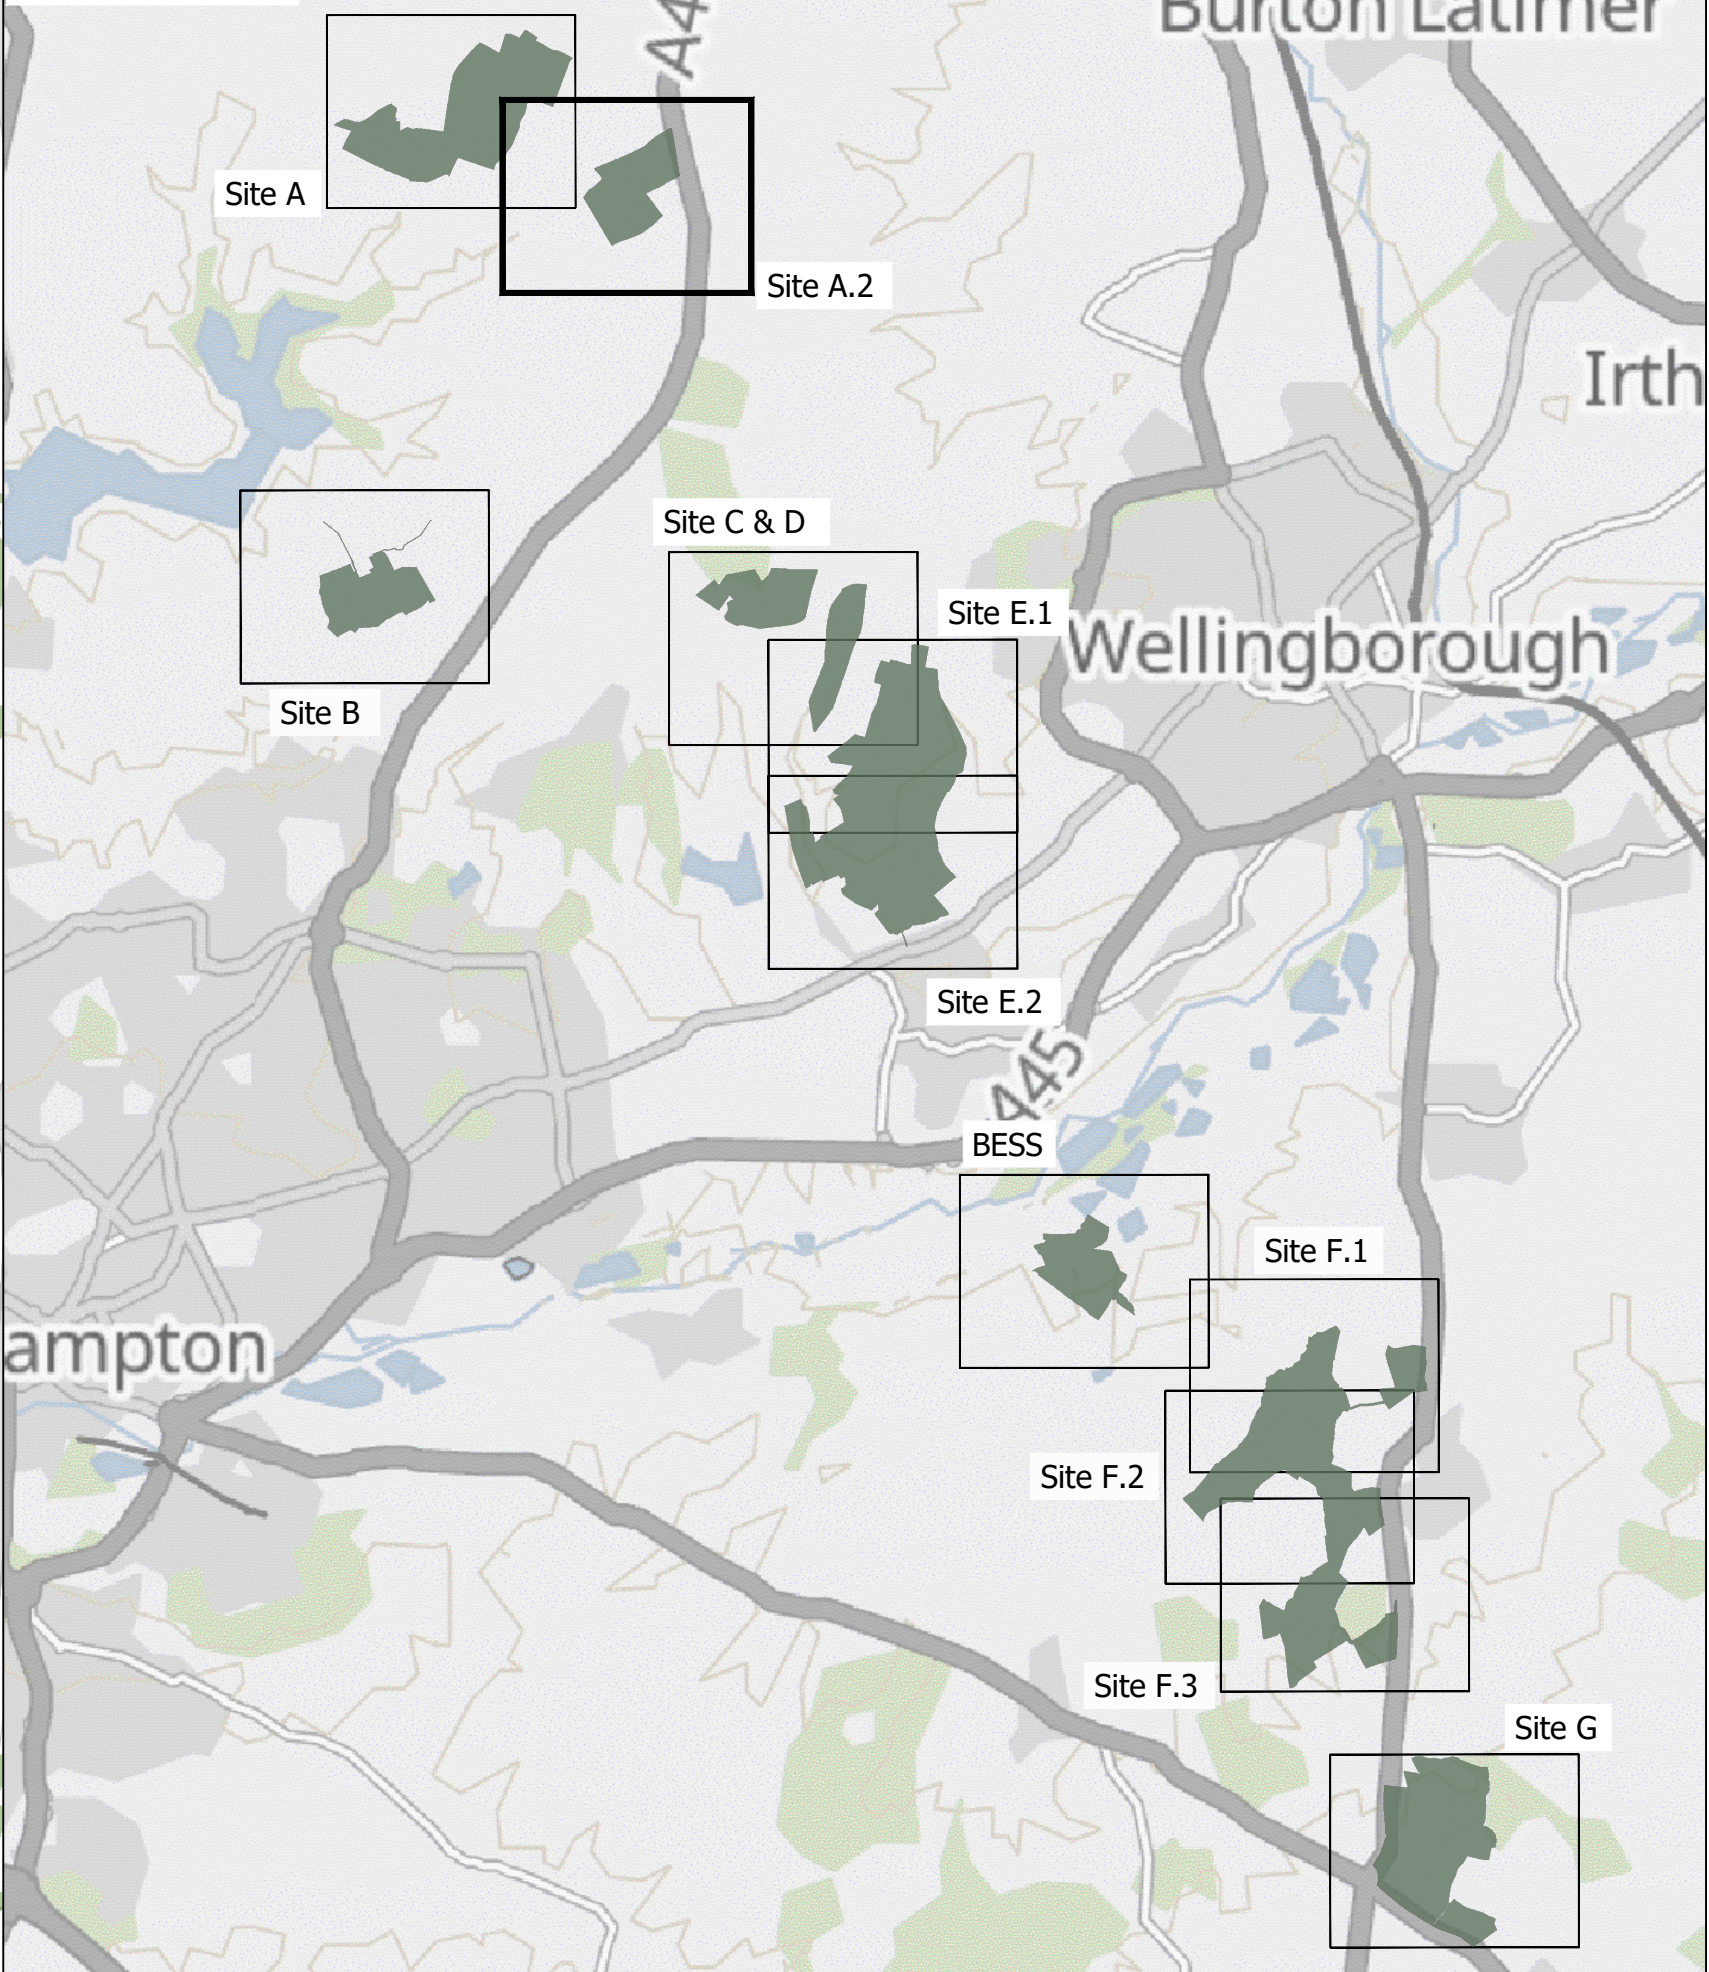 Burton Latimer
A4
Site A
Site A.2
Irth
Site C & D
Site E.1
Wellingborough
Site B
Site E.2
A45
BESS
Site F.1
ampton
Site F.2
Site F.3
Site G